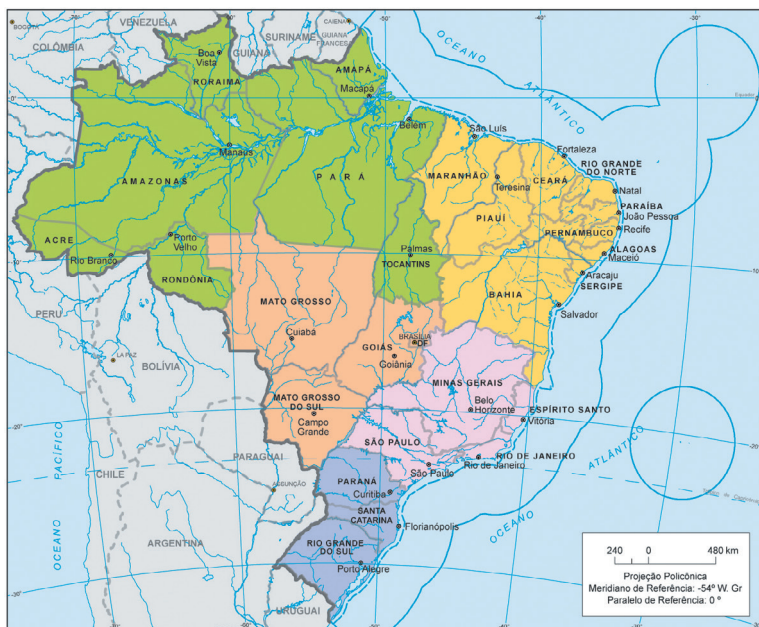 VENEZUELA
BOGOTÁ
COLÔMBIA
SURINAME
GUIANA
CAIENA
GUIANA
FRANCESA
OCEANO
ATLÂNTICO
Equador
Boa
Vista
RORAIMA
AMAPÁ
Macapá
Belém
São Luís
Fortaleza
RIO GRANDE
DO NORTE
Natal
PARAÍBA
João Pessoa
Recife
PERNAMBUCO
ALAGOAS
Maceió
Aracaju
SERGIPE
Manaus
AMAZONAS
PARÁ
MARANHÃO
Teresina
CEARÁ
PIAUÍ
ACRE
Rio Branco
Porto
Velho
RONDÔNIA
Palmas
TOCANTINS
BAHIA
Salvador
MATO GROSSO
Cuiabá
GOIÁS
BRASÍLIA
DF
Goiânia
PERU
LA PAZ
BOLÍVIA
MINAS GERAIS
Belo
Horizonte
ESPÍRITO SANTO
Vitória
MATO GROSSO
DO SUL
Campo
Grande
SÃO PAULO
São Paulo
RIO DE JANEIRO
Rio de Janeiro
PARAGUAI
ASSUNÇÃO
CHILE
PARANÁ
Curitiba
SANTA
CATARINA
Florianópolis
RIO GRANDE
DO SUL
Porto Alegre
ARGENTINA
URUGUAI
OCEANO
PACÍFICO
OCEANO
ATLÂNTICO
240 0 480 km
Projeção Policônica
Meridiano de Referência: -54º W. Gr
Paralelo de Referência: 0 º